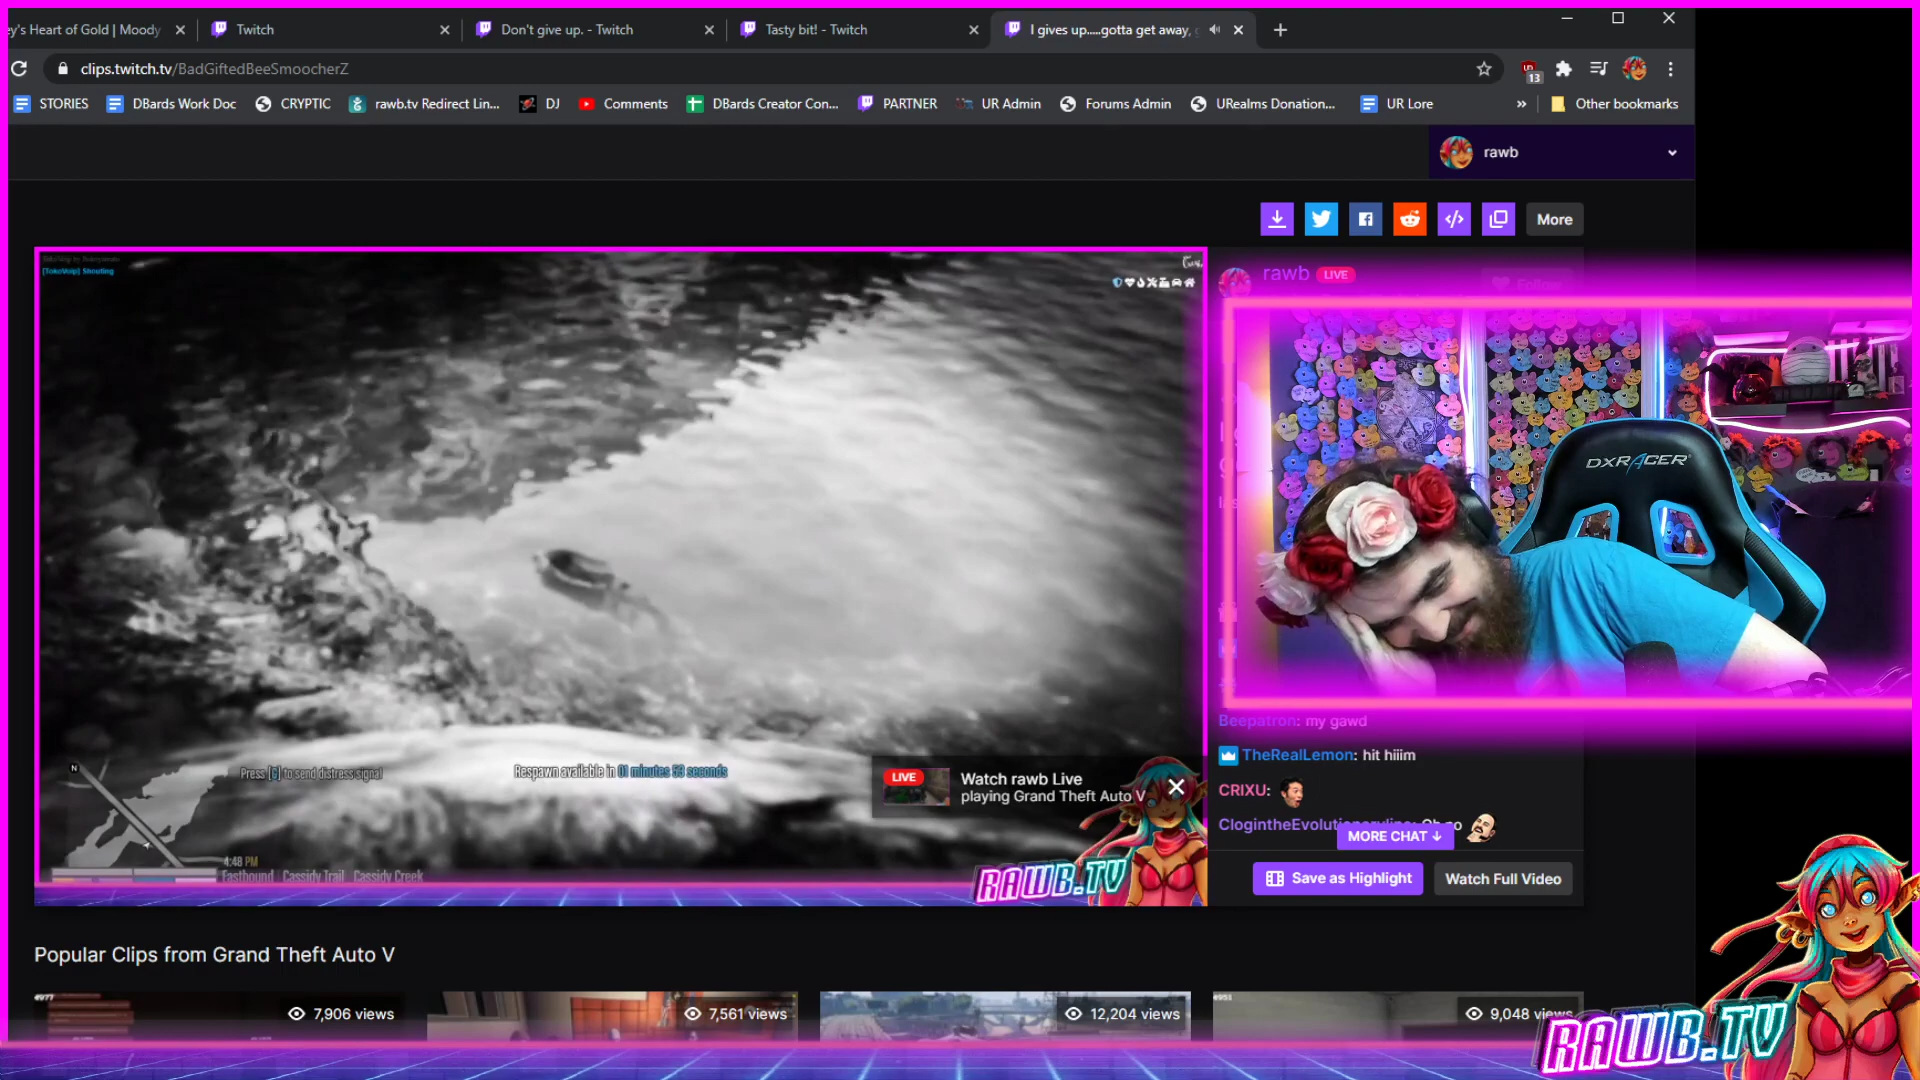 ey's Heart of Gold | Moody
Twitch
Don't give up. - Twitch
Tasty bit! - Twitch
I gives up.....gotta get away, g
clips.twitch.tv/BadGiftedBeeSmoocherZ
13
STORIES
DBards Work Doc
CRYPTIC
rawb.tv Redirect Lin...
DJ
Comments
DBards Creator Con...
PARTNER
UR Admin
Forums Admin
URealms Donation...
UR Lore
»
Other bookmarks
rawb
More
[TokoVoip] Shouting
rawb
LIVE
Follow
DXRACER
Beepatron: my gawd
TheRealLemon: hit hiiim
CRIXU:
MORE CHAT ↓
N
Press [G] to send distress signal
Respawn available in 01 minutes 53 seconds
LIVE
Watch rawb Live
playing Grand Theft Auto V
4:48 PM
Eastbound | Cassidy Trail | Cassidy Creek
RAWB.TV
Save as Highlight
Watch Full Video
Popular Clips from Grand Theft Auto V
7,906 views
7,561 views
12,204 views
9,048 views
RAWB.TV